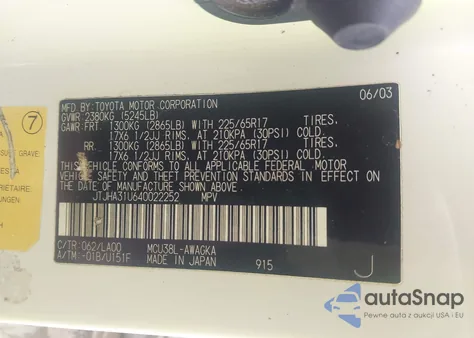 7
GRAVE:
S
PRIÉTAIRE:
UNGEN.
H
MFD. BY: TOYOTA MOTOR CORPORATION 06/03
GVWR: 2380KG (5245LB)
GAWR: FRT. 1300KG (2865LB) WITH 225/65R17 TIRES,
17X6 1/2JJ RIMS, AT 210KPA (30PSI) COLD.
RR. 1300KG (2865LB) WITH 225/65R17 TIRES,
17X6 1/2JJ RIMS, AT 210KPA (30PSI) COLD.
THIS VEHICLE CONFORMS TO ALL APPLICABLE FEDERAL MOTOR
VEHICLE SAFETY AND THEFT PREVENTION STANDARDS IN EFFECT ON
THE DATE OF MANUFACTURE SHOWN ABOVE.
JTJHA31U640022252 MPV
C/TR:062/LA00 MCU38L-AWAGKA
A/TM:-01B/U151F MADE IN JAPAN 915 J
autoSnap
Pewne auta z aukcji USA i EU